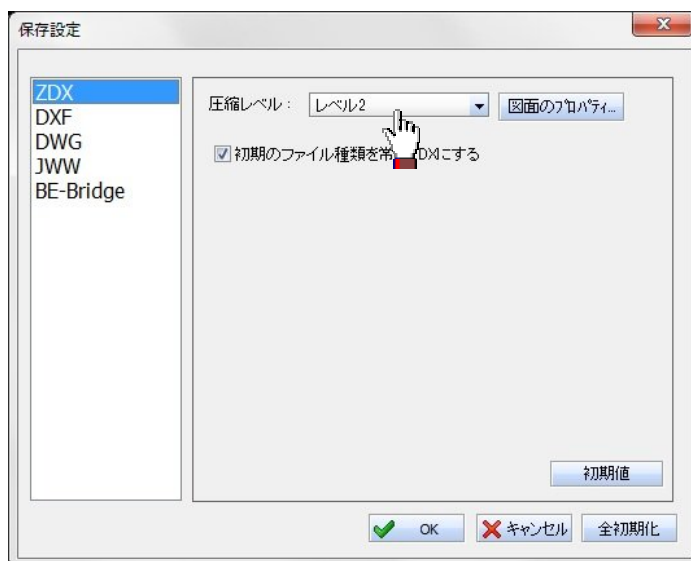 保存設定
ZDX
DXF
DWG
JWW
BE-Bridge
圧縮レベル：
レベル2
図面のプロパティ...
初期のファイル種類を常 DXにする
初期値
OK
キャンセル
全初期化